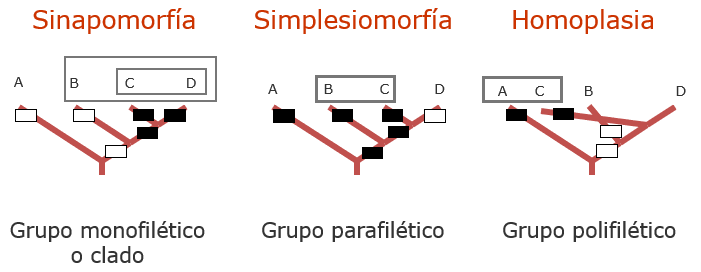 Sinapomorfía
Simplesiomorfía
Homoplasia
A
B
C
D
A
B
C
D
A
C
B
D
Grupo monofilético
o clado
Grupo parafilético
Grupo polifilético